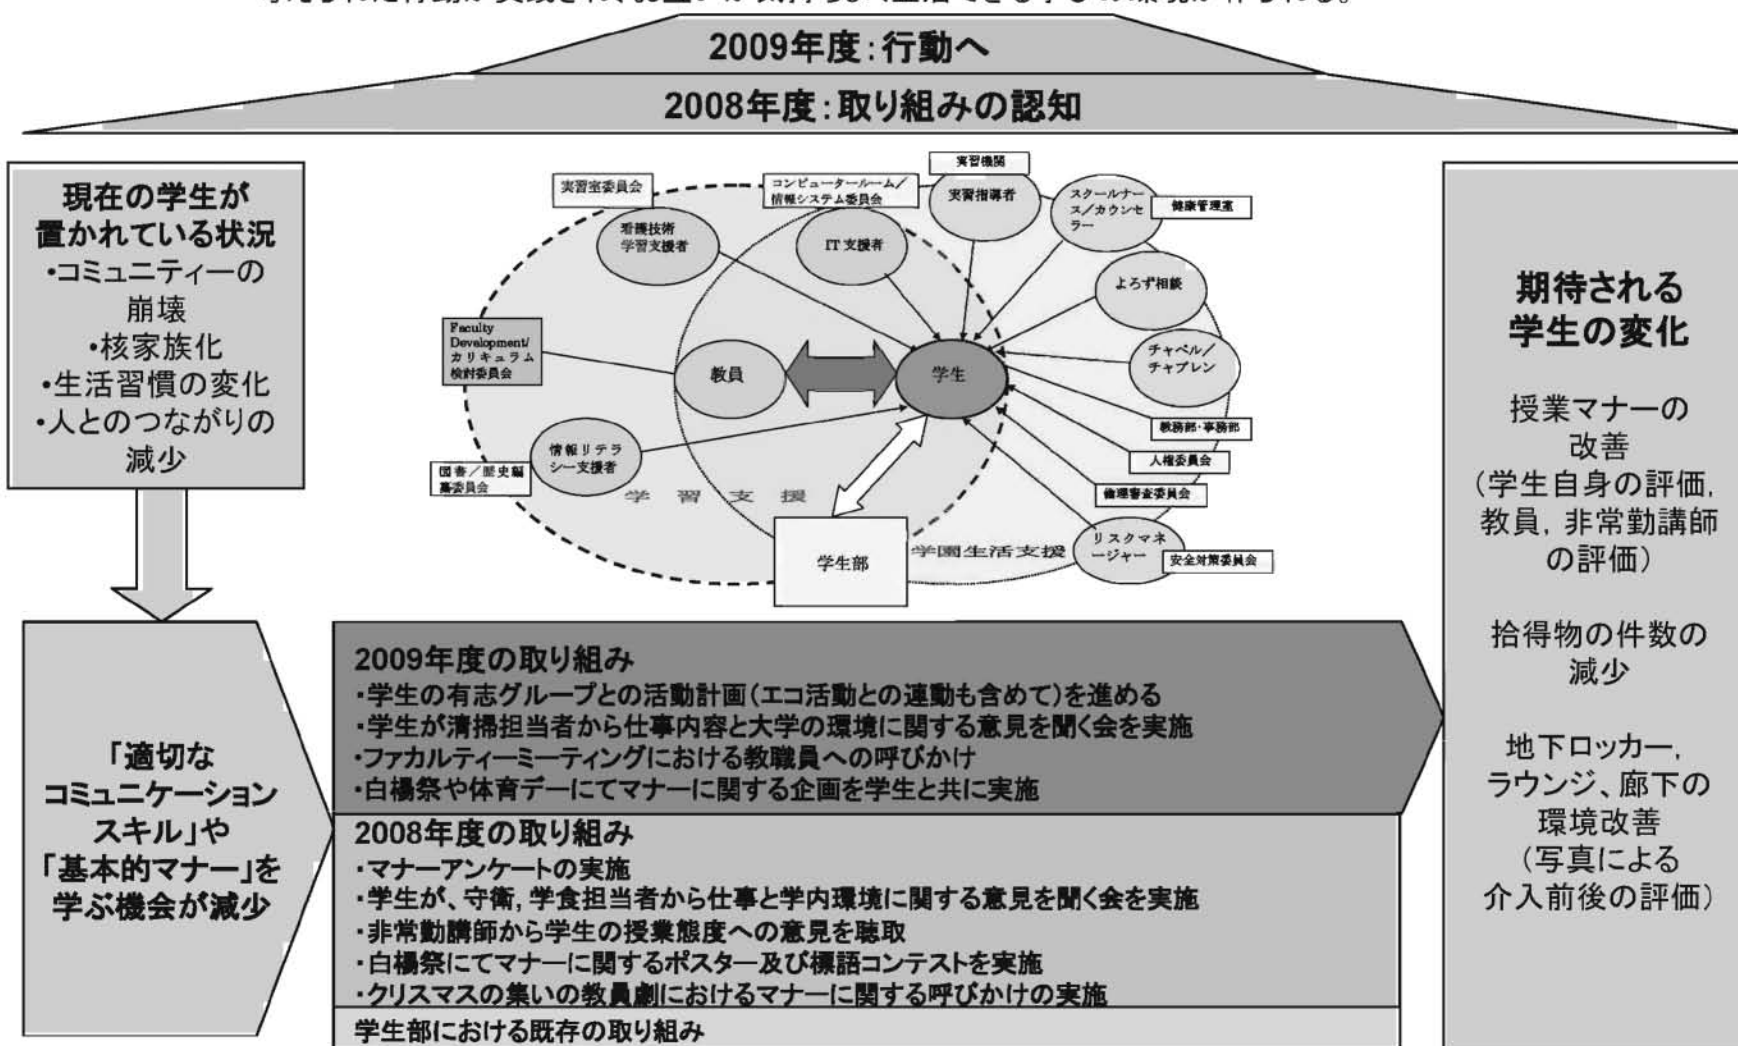 2009年度:行動へ
2008年度:取り組みの認知
現在の学生が
置かれている状況
・コミュニティーの
崩壊
・核家族化
・生活習慣の変化
・人とのつながりの
減少
「適切な
コミュニケーション
スキル」や
「基本的マナー」を
学ぶ機会が減少
実習室委員会
看護技術
学習支援者
コンピュータールーム/
情報システム委員会
IT支援者
実習機関
実習指導者
スクールナー
ス/カウンセ
ラー
健康管理室
よろず相談
チャペル/
チャプレン
Faculty
Development/
カリキュラム
検討委員会
教員
学生
教務部・事務部
人権委員会
倫理審査委員会
情報リテラ
シー支援者
図書/歴史編
纂委員会
学習支援
学生部
学園生活支援
リスクマネ
ージャー
安全対策委員会
2009年度の取り組み
・学生の有志グループとの活動計画(エコ活動との連動も含めて)を進める
・学生が清掃担当者から仕事内容と大学の環境に関する意見を聞く会を実施
・ファカルティーミーティングにおける教職員への呼びかけ
・白楊祭や体育デーにてマナーに関する企画を学生と共に実施
2008年度の取り組み
・マナーアンケートの実施
・学生が、守衛,学食担当者から仕事と学内環境に関する意見を聞く会を実施
・非常勤講師から学生の授業態度への意見を聴取
・白楊祭にてマナーに関するポスター及び標語コンテストを実施
・クリスマスの集いの教員劇におけるマナーに関する呼びかけの実施
学生部における既存の取り組み
期待される
学生の変化
授業マナーの
改善
(学生自身の評価,
教員,非常勤講師
の評価)
拾得物の件数の
減少
地下ロッカー,
ラウンジ、廊下の
環境改善
(写真による
介入前後の評価)